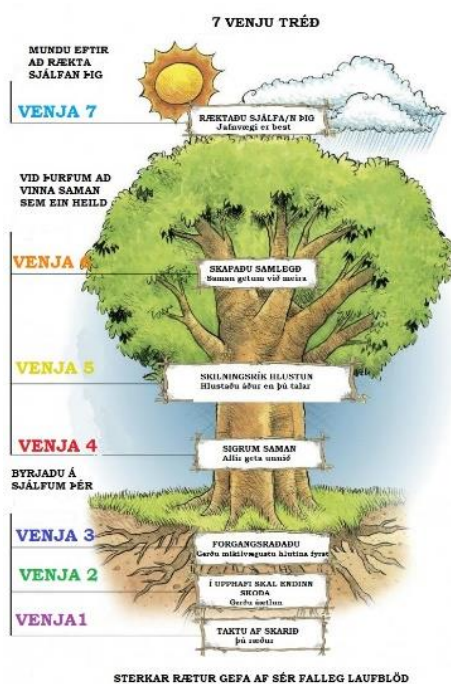 7 VENJU TRÉÐ
MUNDU EFTIR
AÐ RÆKTA
SJÁLFAN ÞIG
VENJA 7
RÆKTAÐU SJÁLFA/N ÞIG
Jafnvægi er best
VIÐ ÞURFUM AÐ
VINNA SAMAN
SEM EIN HEILD
VENJA 6
SKAPAÐU SAMLEGÐ
Saman getum við meira
VENJA 5
SKILNINGSRÍK HLUSTUN
Hlustaðu áður en þú talar
VENJA 4
SIGRUM SAMAN
Allir geta unnið
BYRJAÐU Á
SJÁLFUM ÞÉR
VENJA 3
FORGANGSRAÐAÐU
Gerðu mikilvægustu hlutina fyrst
VENJA 2
Í UPPHAFI SKAL ENDINN
SKOÐA
Gerðu áætlun
VENJA1
TAKTU AF SKARIÐ
Þú ræður
STERKAR RÆTUR GEFA AF SÉR FALLEG LAUFBLÖÐ